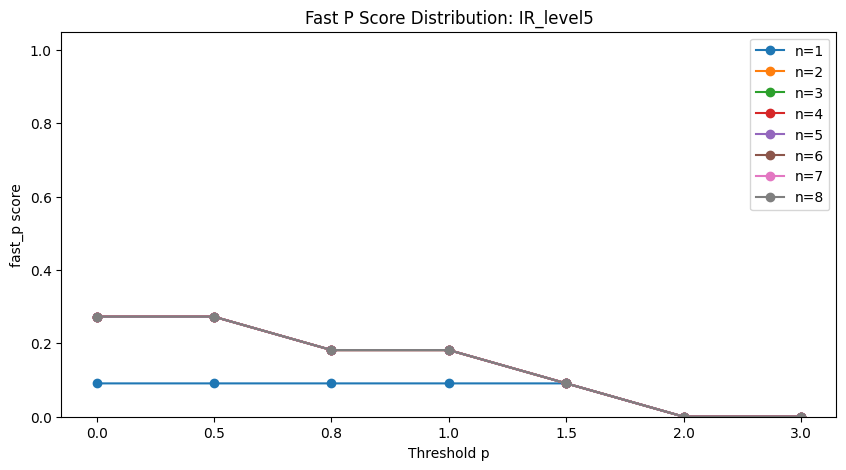 Fast P Score Distribution: IR_level5
1.0
0.8
0.6
0.4
0.2
0.0
fast_p score
0.0 0.5 0.8 1.0 1.5 2.0 3.0
Threshold p
n=1
n=2
n=3
n=4
n=5
n=6
n=7
n=8